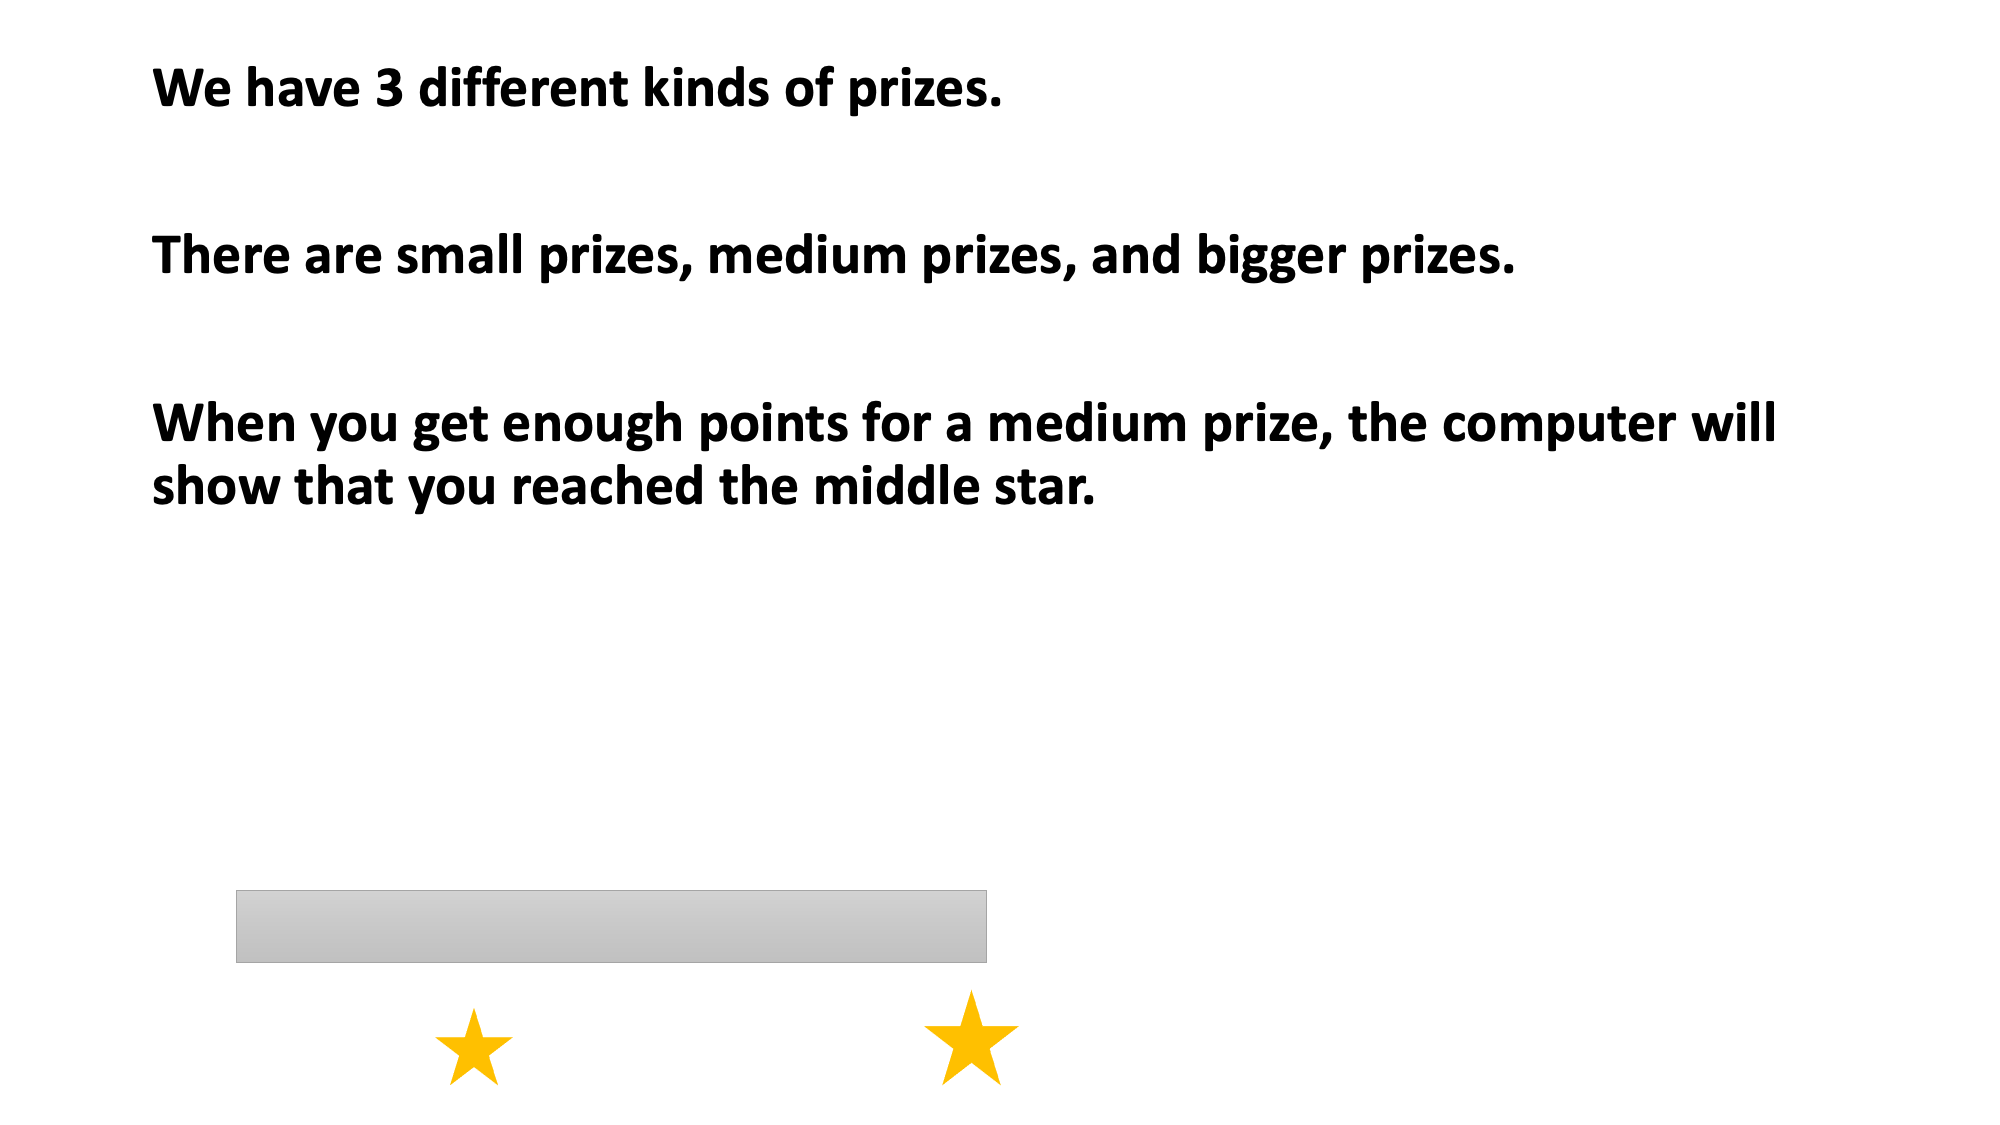 We have 3 different kinds of prizes.
There are small prizes, medium prizes, and bigger prizes.
When you get enough points for a medium prize, the computer will
show that you reached the middle star.